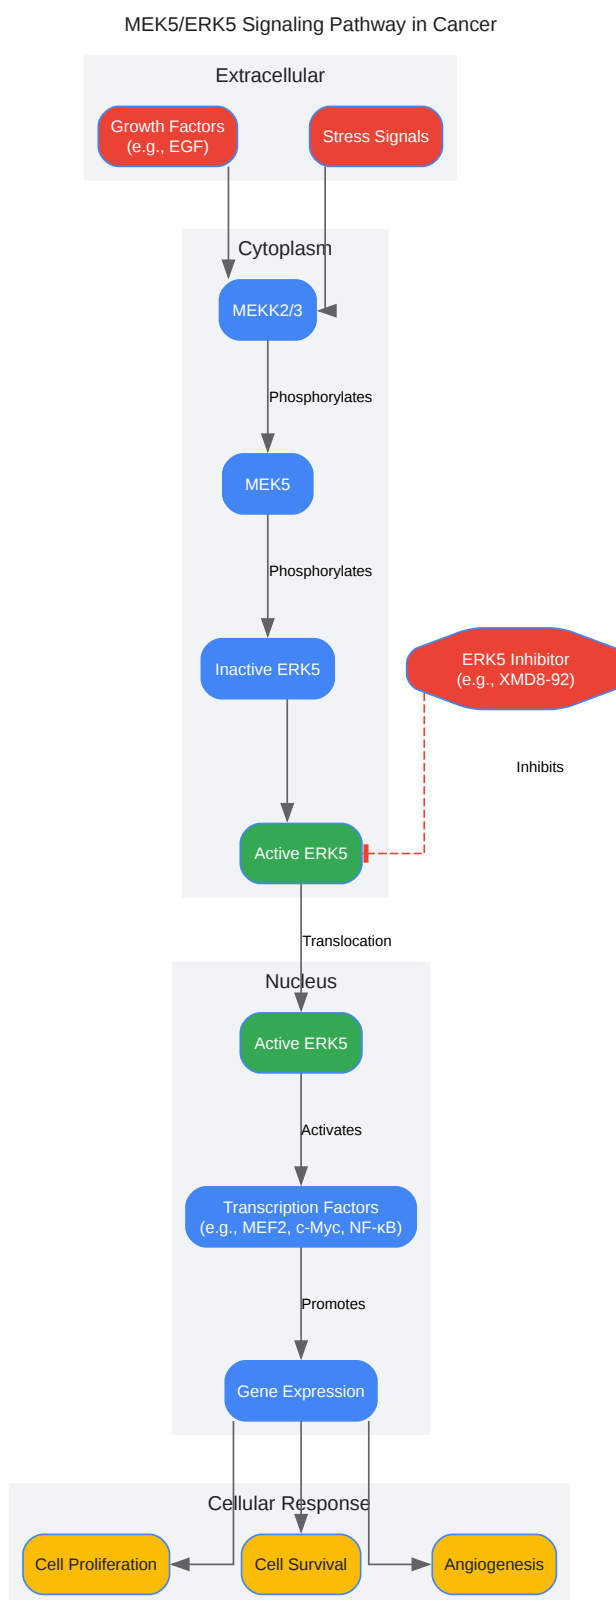 MEK5/ERK5 Signaling Pathway in Cancer
Extracellular
Growth Factors
(e.g., EGF)
Stress Signals
Cytoplasm
MEKK2/3
Phosphorylates
MEK5
Phosphorylates
Inactive ERK5
ERK5 Inhibitor
(e.g., XMD8-92)
Inhibits
Active ERK5
Translocation
Nucleus
Active ERK5
Activates
Transcription Factors
(e.g., MEF2, c-Myc, NF-κB)
Promotes
Gene Expression
Cellular Response
Cell Proliferation
Cell Survival
Angiogenesis